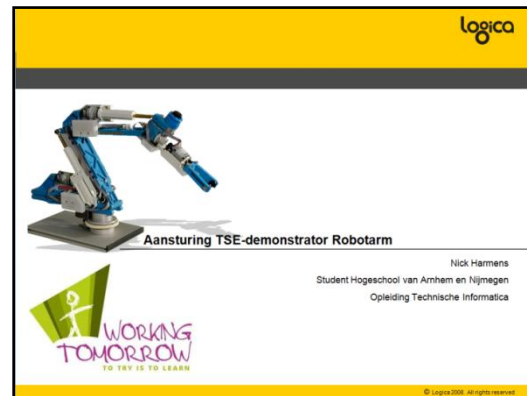 logica
Aansturing TSE-demonstrator Robotarm
Nick Harmens
Student Hogeschool van Arnhem en Nijmegen
Opleiding Technische Informatica
WORKING
TOMORROW
TO TRY IS TO LEARN
© Logica 2008. All rights reserved